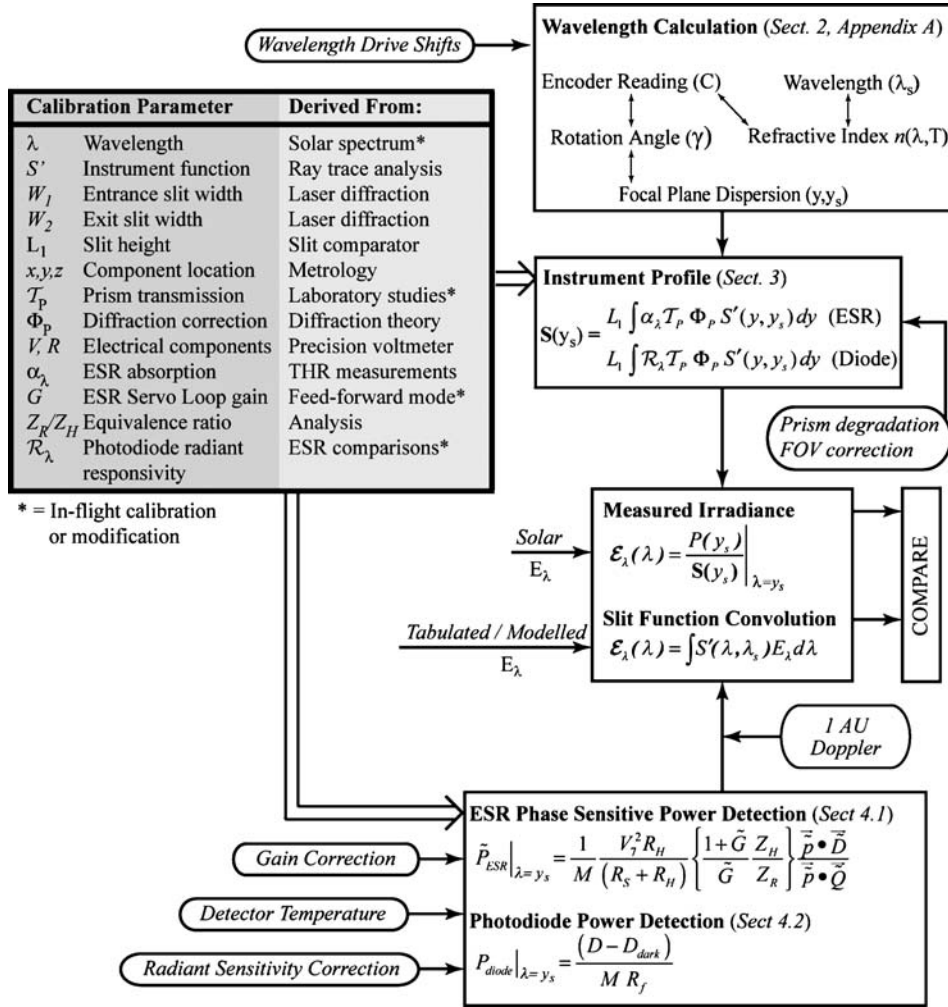 Wavelength Drive Shifts
Wavelength Calculation (Sect. 2, Appendix A)
Encoder Reading (C)
Wavelength (λs)
Rotation Angle (γ)
Refractive Index n(λ,T)
Focal Plane Dispersion (y,ys)
Calibration Parameter Derived From:
λ Wavelength Solar spectrum*
S' Instrument function Ray trace analysis
W1 Entrance slit width Laser diffraction
W2 Exit slit width Laser diffraction
L1 Slit height Slit comparator
x,y,z Component location Metrology
𝒯P Prism transmission Laboratory studies*
ΦP Diffraction correction Diffraction theory
V, R Electrical components Precision voltmeter
αλ ESR absorption THR measurements
G ESR Servo Loop gain Feed-forward mode*
ZR/ZH Equivalence ratio Analysis
ℛλ Photodiode radiant responsivity ESR comparisons*
* = In-flight calibration
or modification
Instrument Profile (Sect. 3)
S(ys) = L1 ∫ αλ 𝒯P ΦP S'(y, ys) dy (ESR)
L1 ∫ ℛλ 𝒯P ΦP S'(y, ys) dy (Diode)
Prism degradation
FOV correction
Measured Irradiance
ℰλ(λ) = P(ys) / S(ys) |λ=ys
Slit Function Convolution
ℰλ(λ) = ∫S'(λ,λs)Eλ dλ
Solar
Eλ
Tabulated / Modelled
Eλ
COMPARE
1 AU
Doppler
ESR Phase Sensitive Power Detection (Sect 4.1)
P̃ESR|λ=ys = 1/M V7²RH/(RS + RH) {(1 + G̃)/G̃ ZH/ZR} (p̃⃗ • D̃⃗)/(p̃⃗ • Q̃⃗)
Photodiode Power Detection (Sect 4.2)
Pdiode|λ=ys = (D − Ddark) / M Rf
Gain Correction
Detector Temperature
Radiant Sensitivity Correction